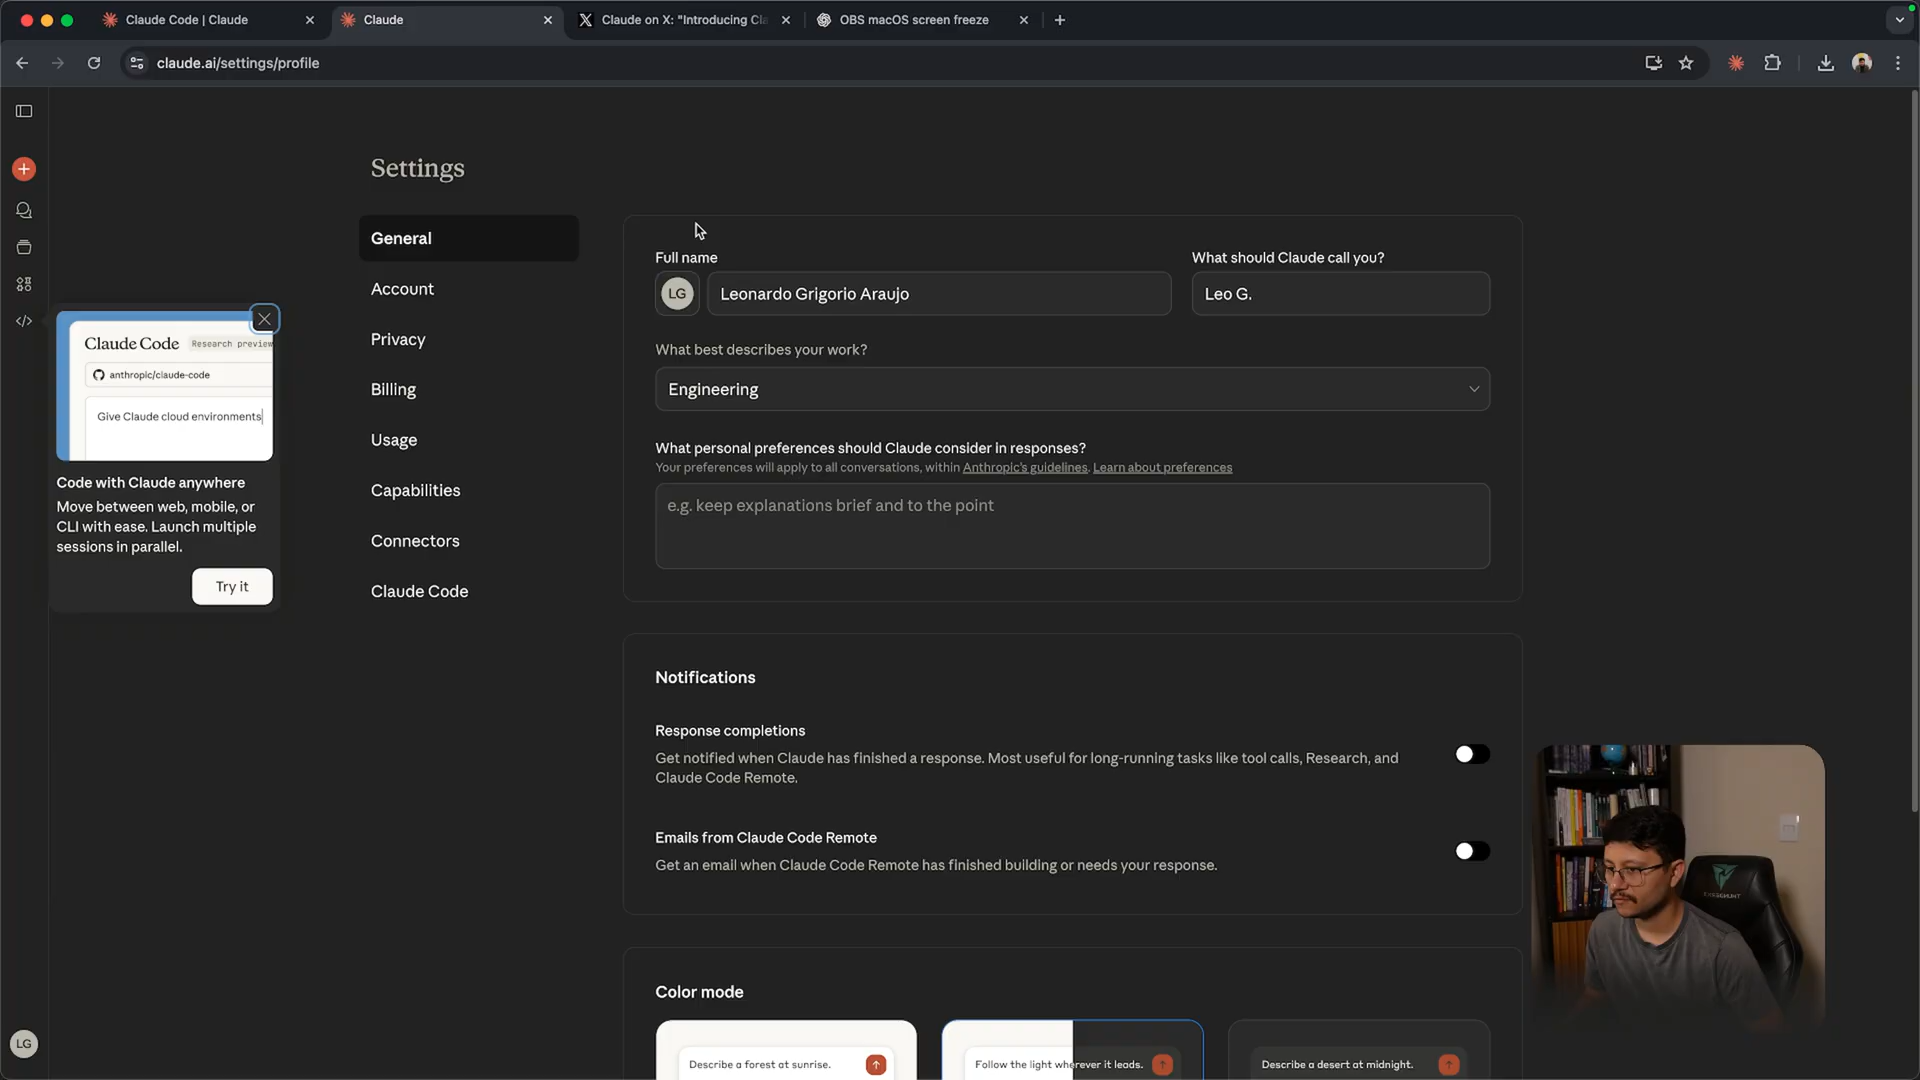 Claude Code | Claude
Claude
Claude on X: "Introducing Cla
OBS macOS screen freeze
claude.ai/settings/profile
Settings
General
Account
Privacy
Billing
Usage
Capabilities
Connectors
Claude Code
Claude Code Research preview
anthropic/claude-code
Give Claude cloud environments
Code with Claude anywhere
Move between web, mobile, or
CLI with ease. Launch multiple
sessions in parallel.
Try it
LG
Full name
What should Claude call you?
LG
Leonardo Grigorio Araujo
Leo G.
What best describes your work?
Engineering
What personal preferences should Claude consider in responses?
Your preferences will apply to all conversations, within Anthropic's guidelines. Learn about preferences
e.g. keep explanations brief and to the point
Notifications
Response completions
Get notified when Claude has finished a response. Most useful for long-running tasks like tool calls, Research, and
Claude Code Remote.
Emails from Claude Code Remote
Get an email when Claude Code Remote has finished building or needs your response.
Color mode
Describe a forest at sunrise.
Follow the light wherever it leads.
Describe a desert at midnight.